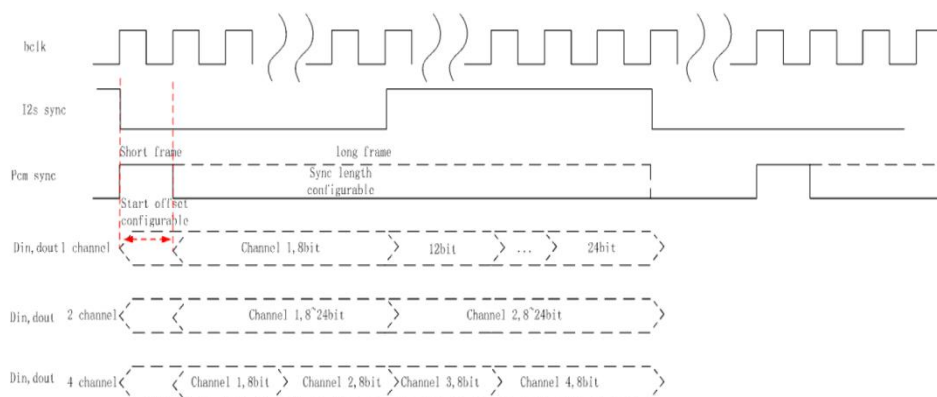 bclk
I2s sync
Short frame
long frame
Pcm sync
Sync length
configurable
Start offset
configurable
Din,dout1 channel
Channel 1,8bit
12bit
...
24bit
Din,dout 2 channel
Channel 1,8~24bit
Channel 2,8~24bit
Din,dout 4 channel
Channel 1,8bit
Channel 2,8bit
Channel 3,8bit
Channel 4,8bit